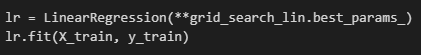 lr = LinearRegression(**grid_search_lin.best_params_)
lr.fit(X_train, y_train)